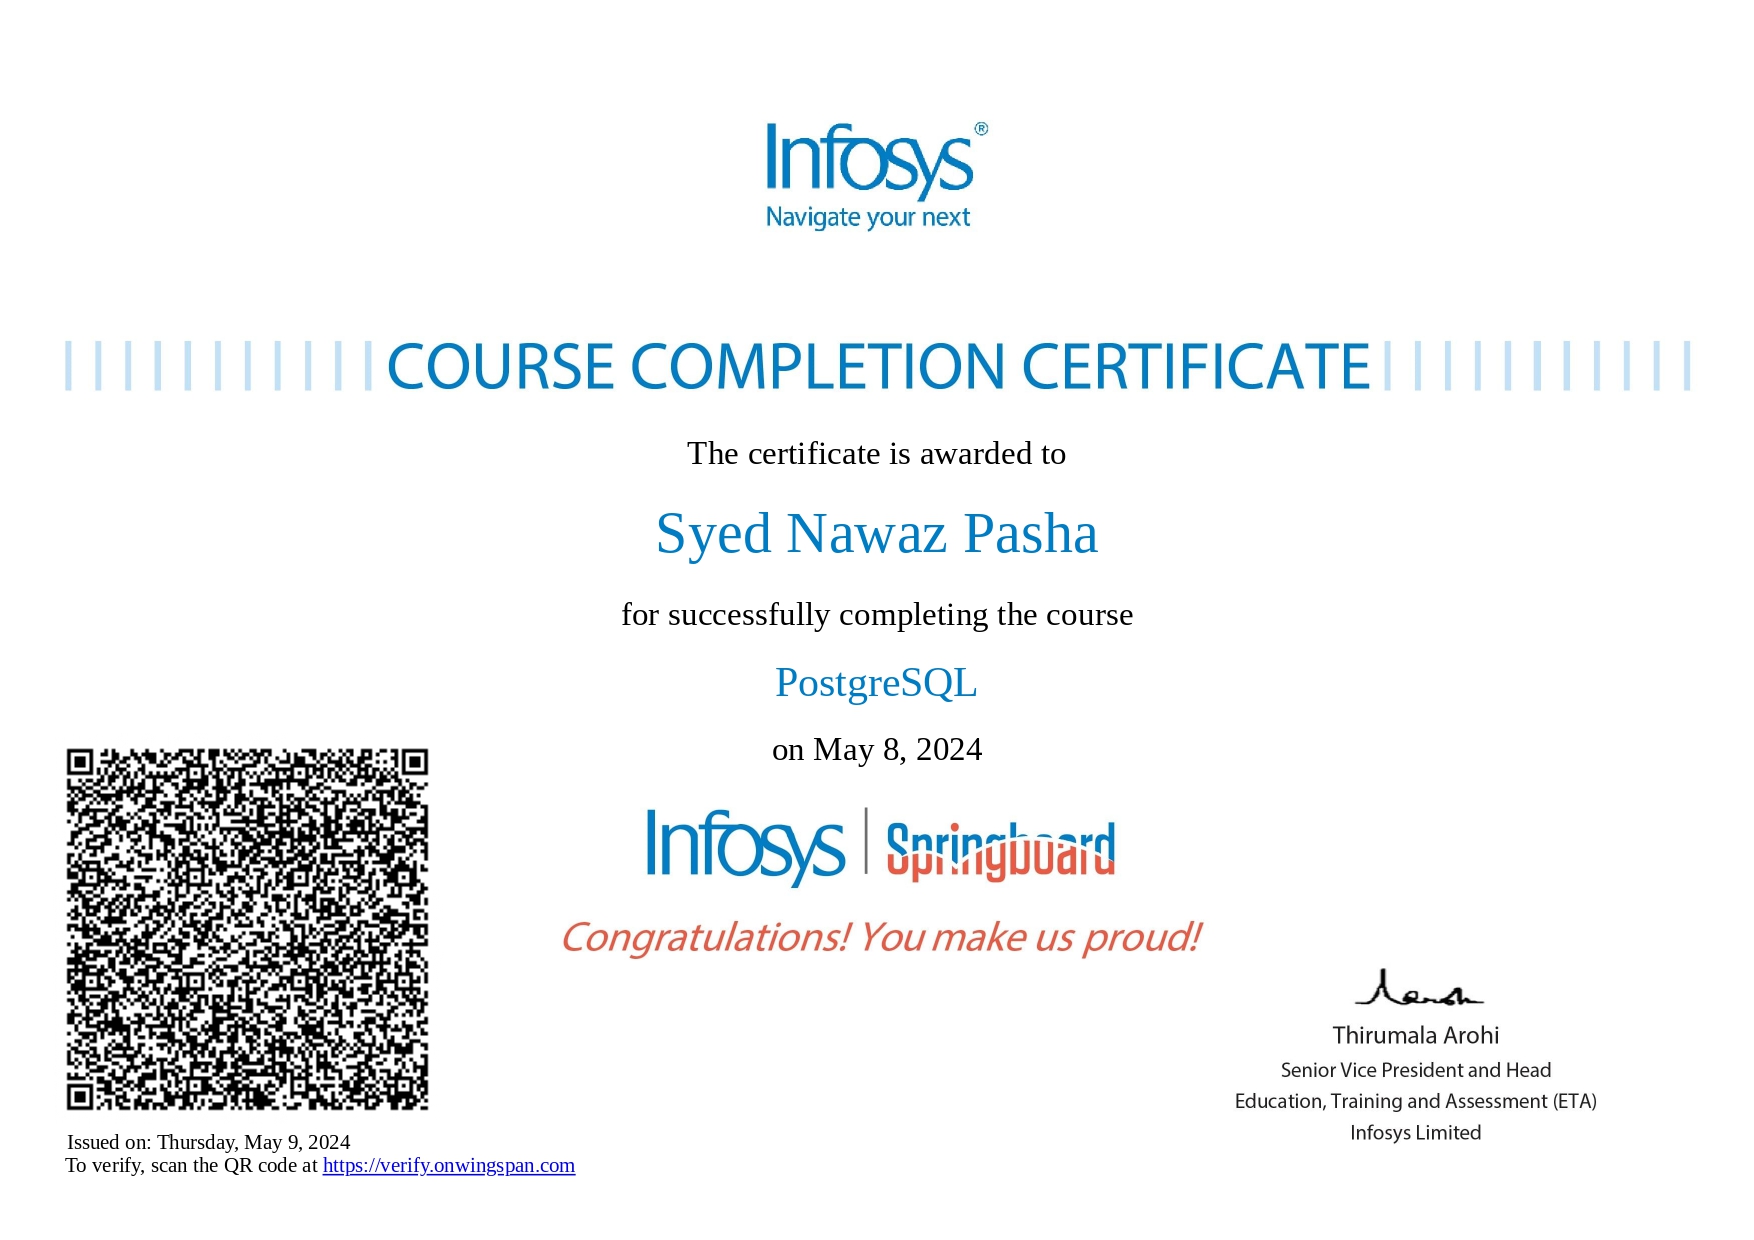 Infosys®
Navigate your next
COURSE COMPLETION CERTIFICATE
The certificate is awarded to
Syed Nawaz Pasha
for successfully completing the course
PostgreSQL
on May 8, 2024
Infosys | Springboard
Congratulations! You make us proud!
Thirumala Arohi
Senior Vice President and Head
Education, Training and Assessment (ETA)
Infosys Limited
Issued on: Thursday, May 9, 2024
To verify, scan the QR code at https://verify.onwingspan.com